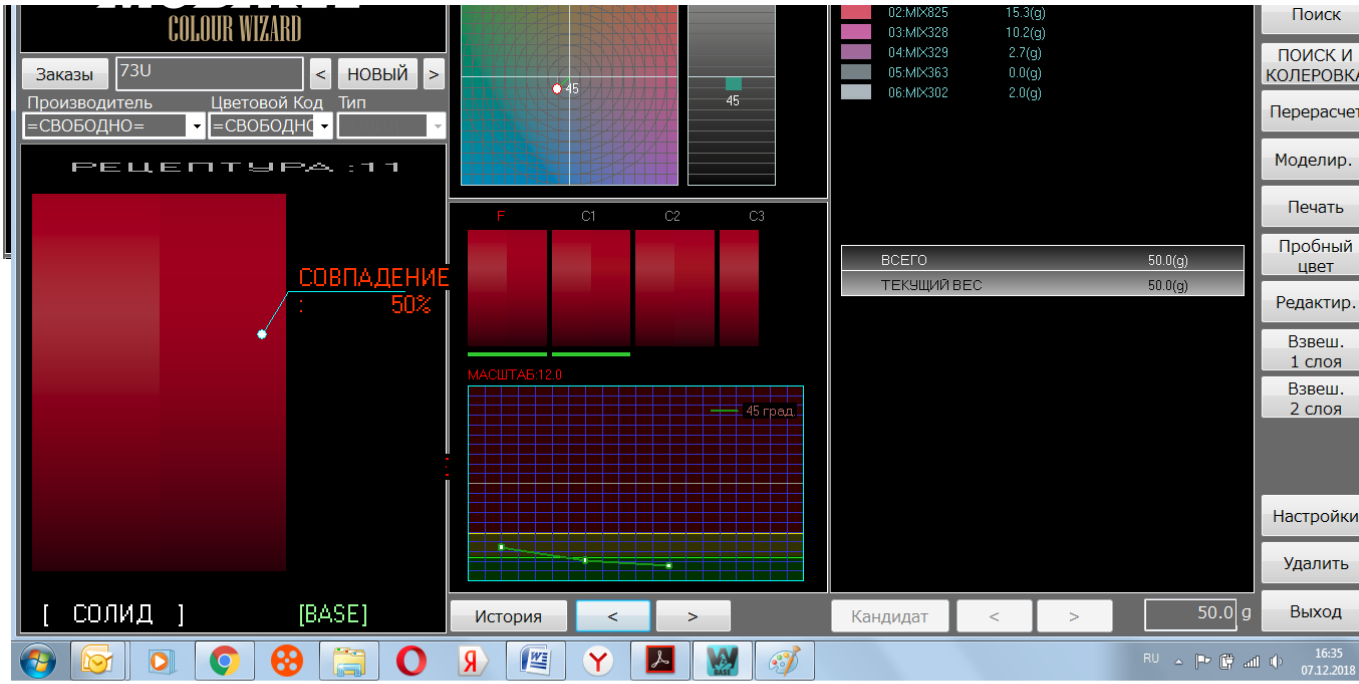 COLOUR WIZARD
Заказы 73U < НОВЫЙ >
Производитель Цветовой Код Тип
=СВОБОДНО= =СВОБОДНО
РЕЦЕПТУРА :11
СОВПАДЕНИЕ
: 50%
[ СОЛИД ] [BASE]
45
45
F C1 C2 C3
МАСШТАБ:12.0
45 град.
История < >
02:MIX825 15.3(g)
03:MIX328 10.2(g)
04:MIX329 2.7(g)
05:MIX363 0.0(g)
06:MIX302 2.0(g)
ВСЕГО 50.0(g)
ТЕКУЩИЙ ВЕС 50.0(g)
Кандидат < > 50.0 g
Поиск
ПОИСК И
КОЛЕРОВКА
Перерасчет
Моделир.
Печать
Пробный
цвет
Редактир.
Взвеш.
1 слоя
Взвеш.
2 слоя
Настройки
Удалить
Выход
RU 16:35
07.12.2018